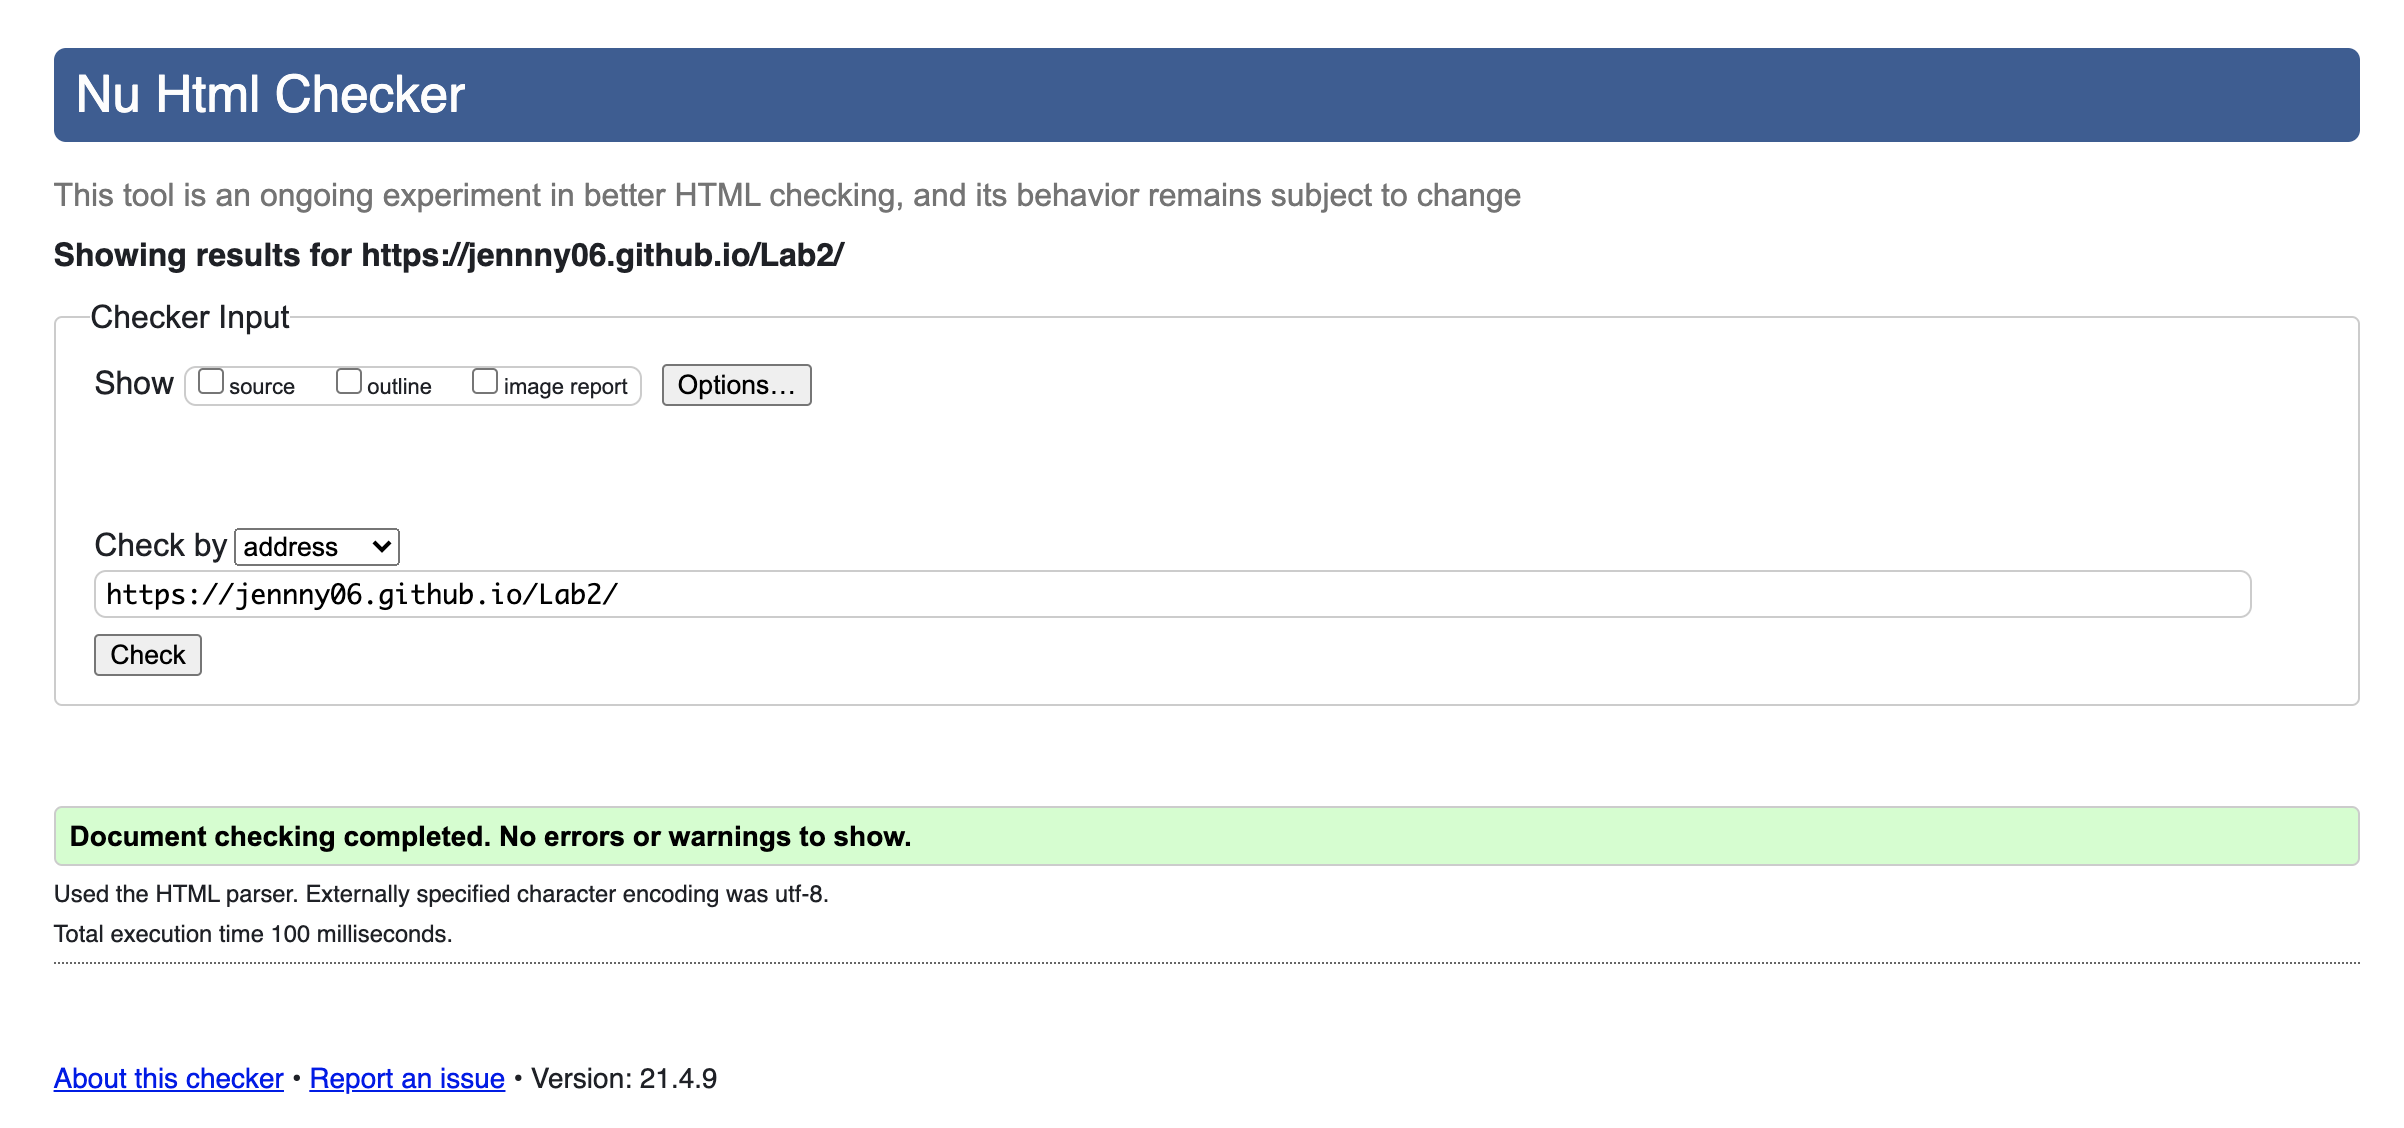 Nu Html Checker
This tool is an ongoing experiment in better HTML checking, and its behavior remains subject to change
Showing results for https://jennny06.github.io/Lab2/
Checker Input
Show source outline image report Options…
Check by address
https://jennny06.github.io/Lab2/
Check
Document checking completed. No errors or warnings to show.
Used the HTML parser. Externally specified character encoding was utf-8.
Total execution time 100 milliseconds.
About this checker • Report an issue • Version: 21.4.9